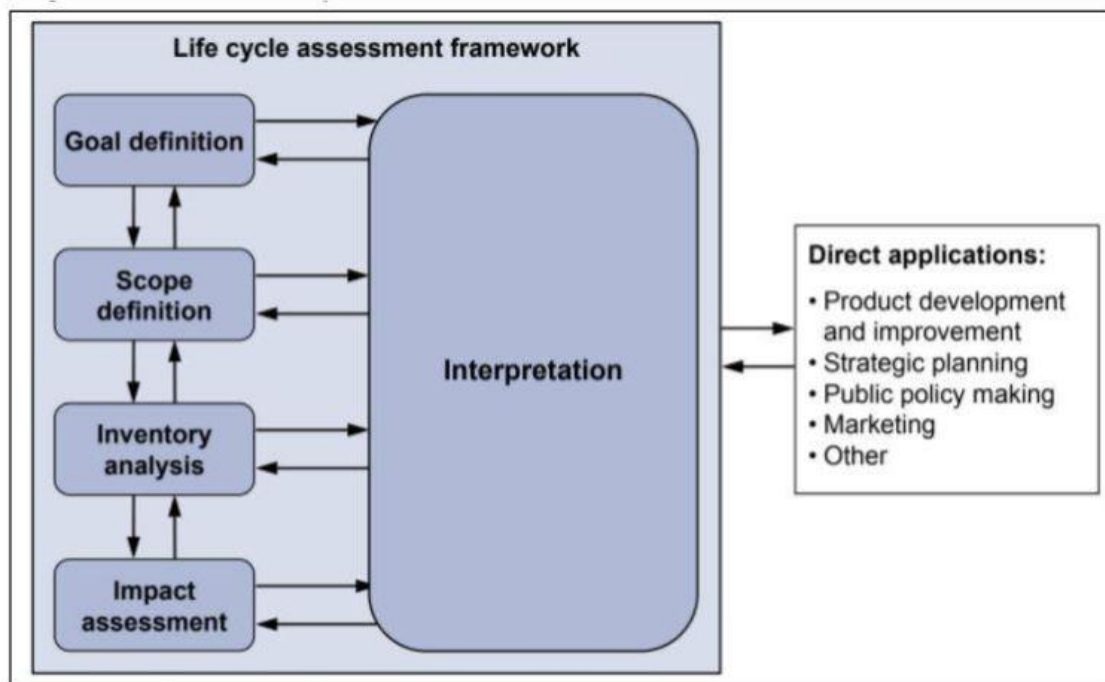 Life cycle assessment framework
Goal definition
Scope
definition
Inventory
analysis
Impact
assessment
Interpretation
Direct applications:
• Product development
and improvement
• Strategic planning
• Public policy making
• Marketing
• Other